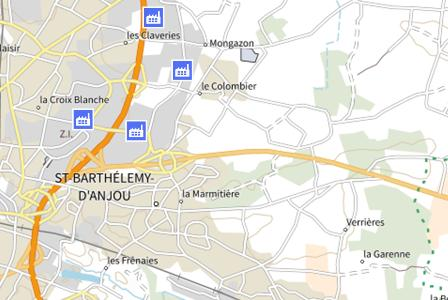 les Claveries
Mongazon
laisir
le Colombier
la Croix Blanche
Z.I.
ST-BARTHÉLEMY-
D'ANJOU
la Marmitière
Verrières
la Garenne
les Frênaies
la B